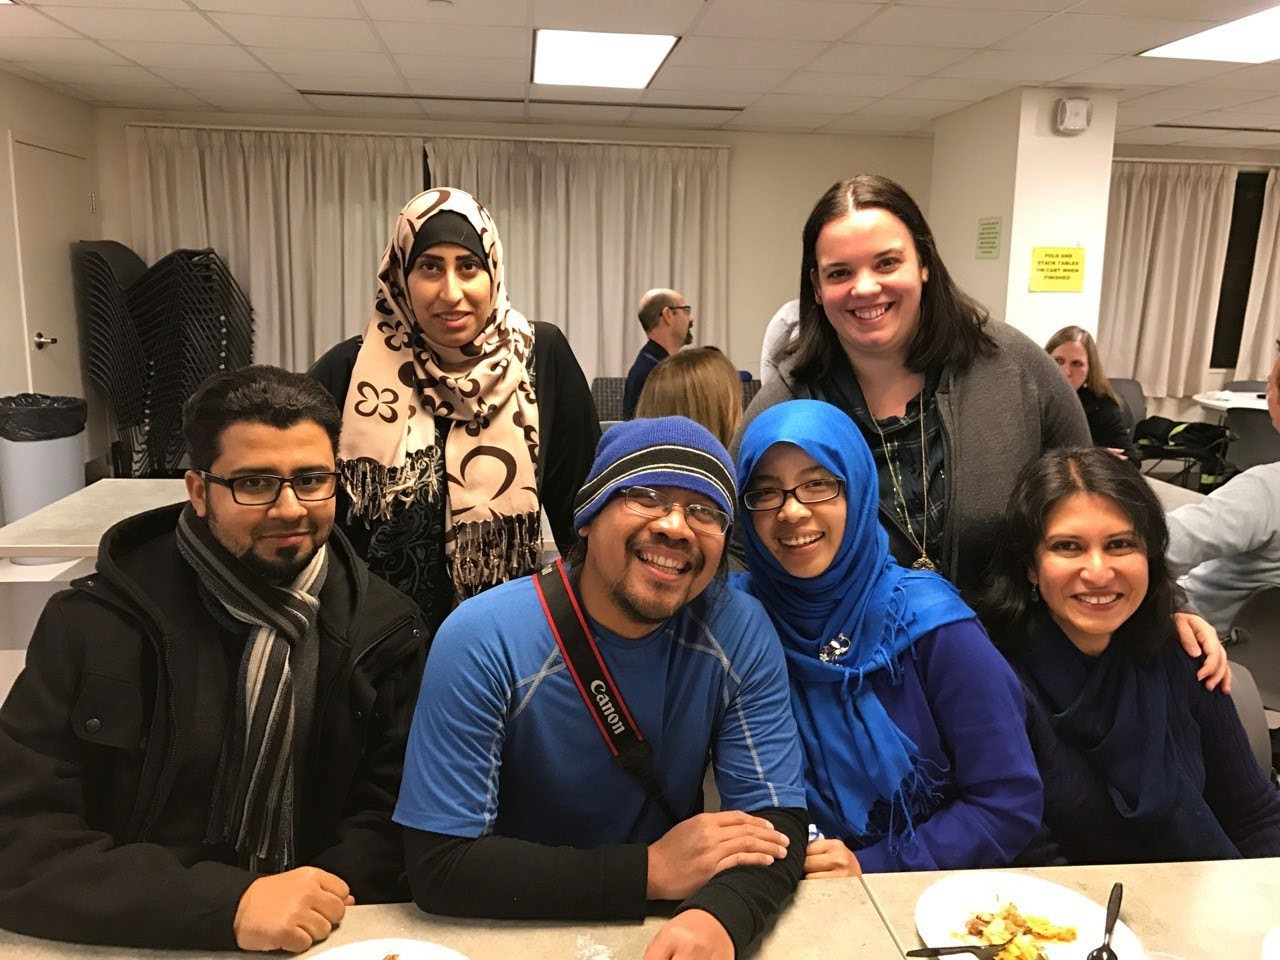 FOLD AND
STACK TABLES
ON CART WHEN
FINISHED
Canon